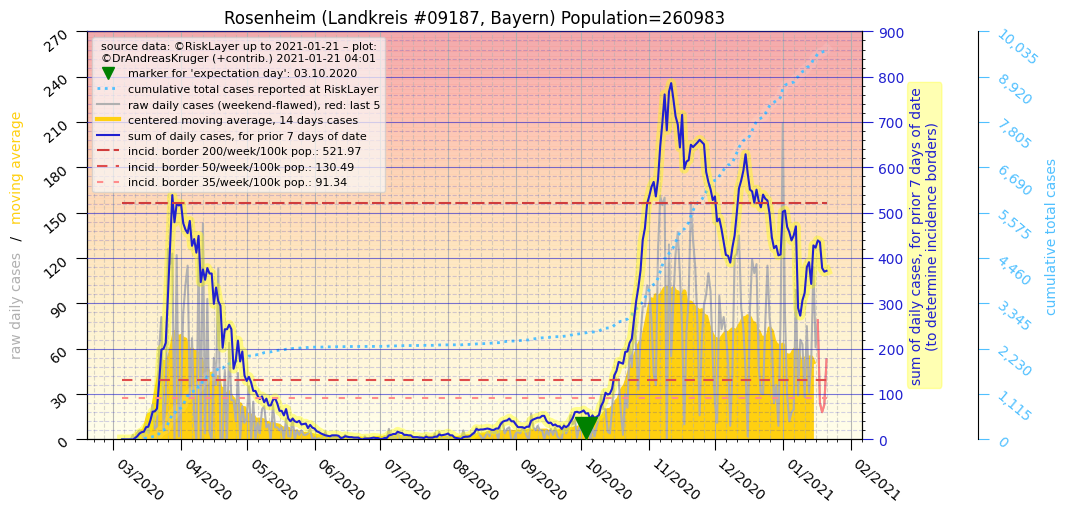 Rosenheim (Landkreis #09187, Bayern) Population=260983
source data: ©RiskLayer up to 2021-01-21 – plot:
©DrAndreasKruger (+contrib.) 2021-01-21 04:01
marker for 'expectation day': 03.10.2020
cumulative total cases reported at RiskLayer
raw daily cases (weekend-flawed), red: last 5
centered moving average, 14 days cases
sum of daily cases, for prior 7 days of date
incid. border 200/week/100k pop.: 521.97
incid. border 50/week/100k pop.: 130.49
incid. border 35/week/100k pop.: 91.34
raw daily cases / moving average
270
240
210
180
150
120
90
60
30
0
03/2020
04/2020
05/2020
06/2020
07/2020
08/2020
09/2020
10/2020
11/2020
12/2020
01/2021
02/2021
900
800
700
600
500
400
300
200
100
0
sum of daily cases, for prior 7 days of date
(to determine incidence borders)
10,035
8,920
7,805
6,690
5,575
4,460
3,345
2,230
1,115
0
cumulative total cases